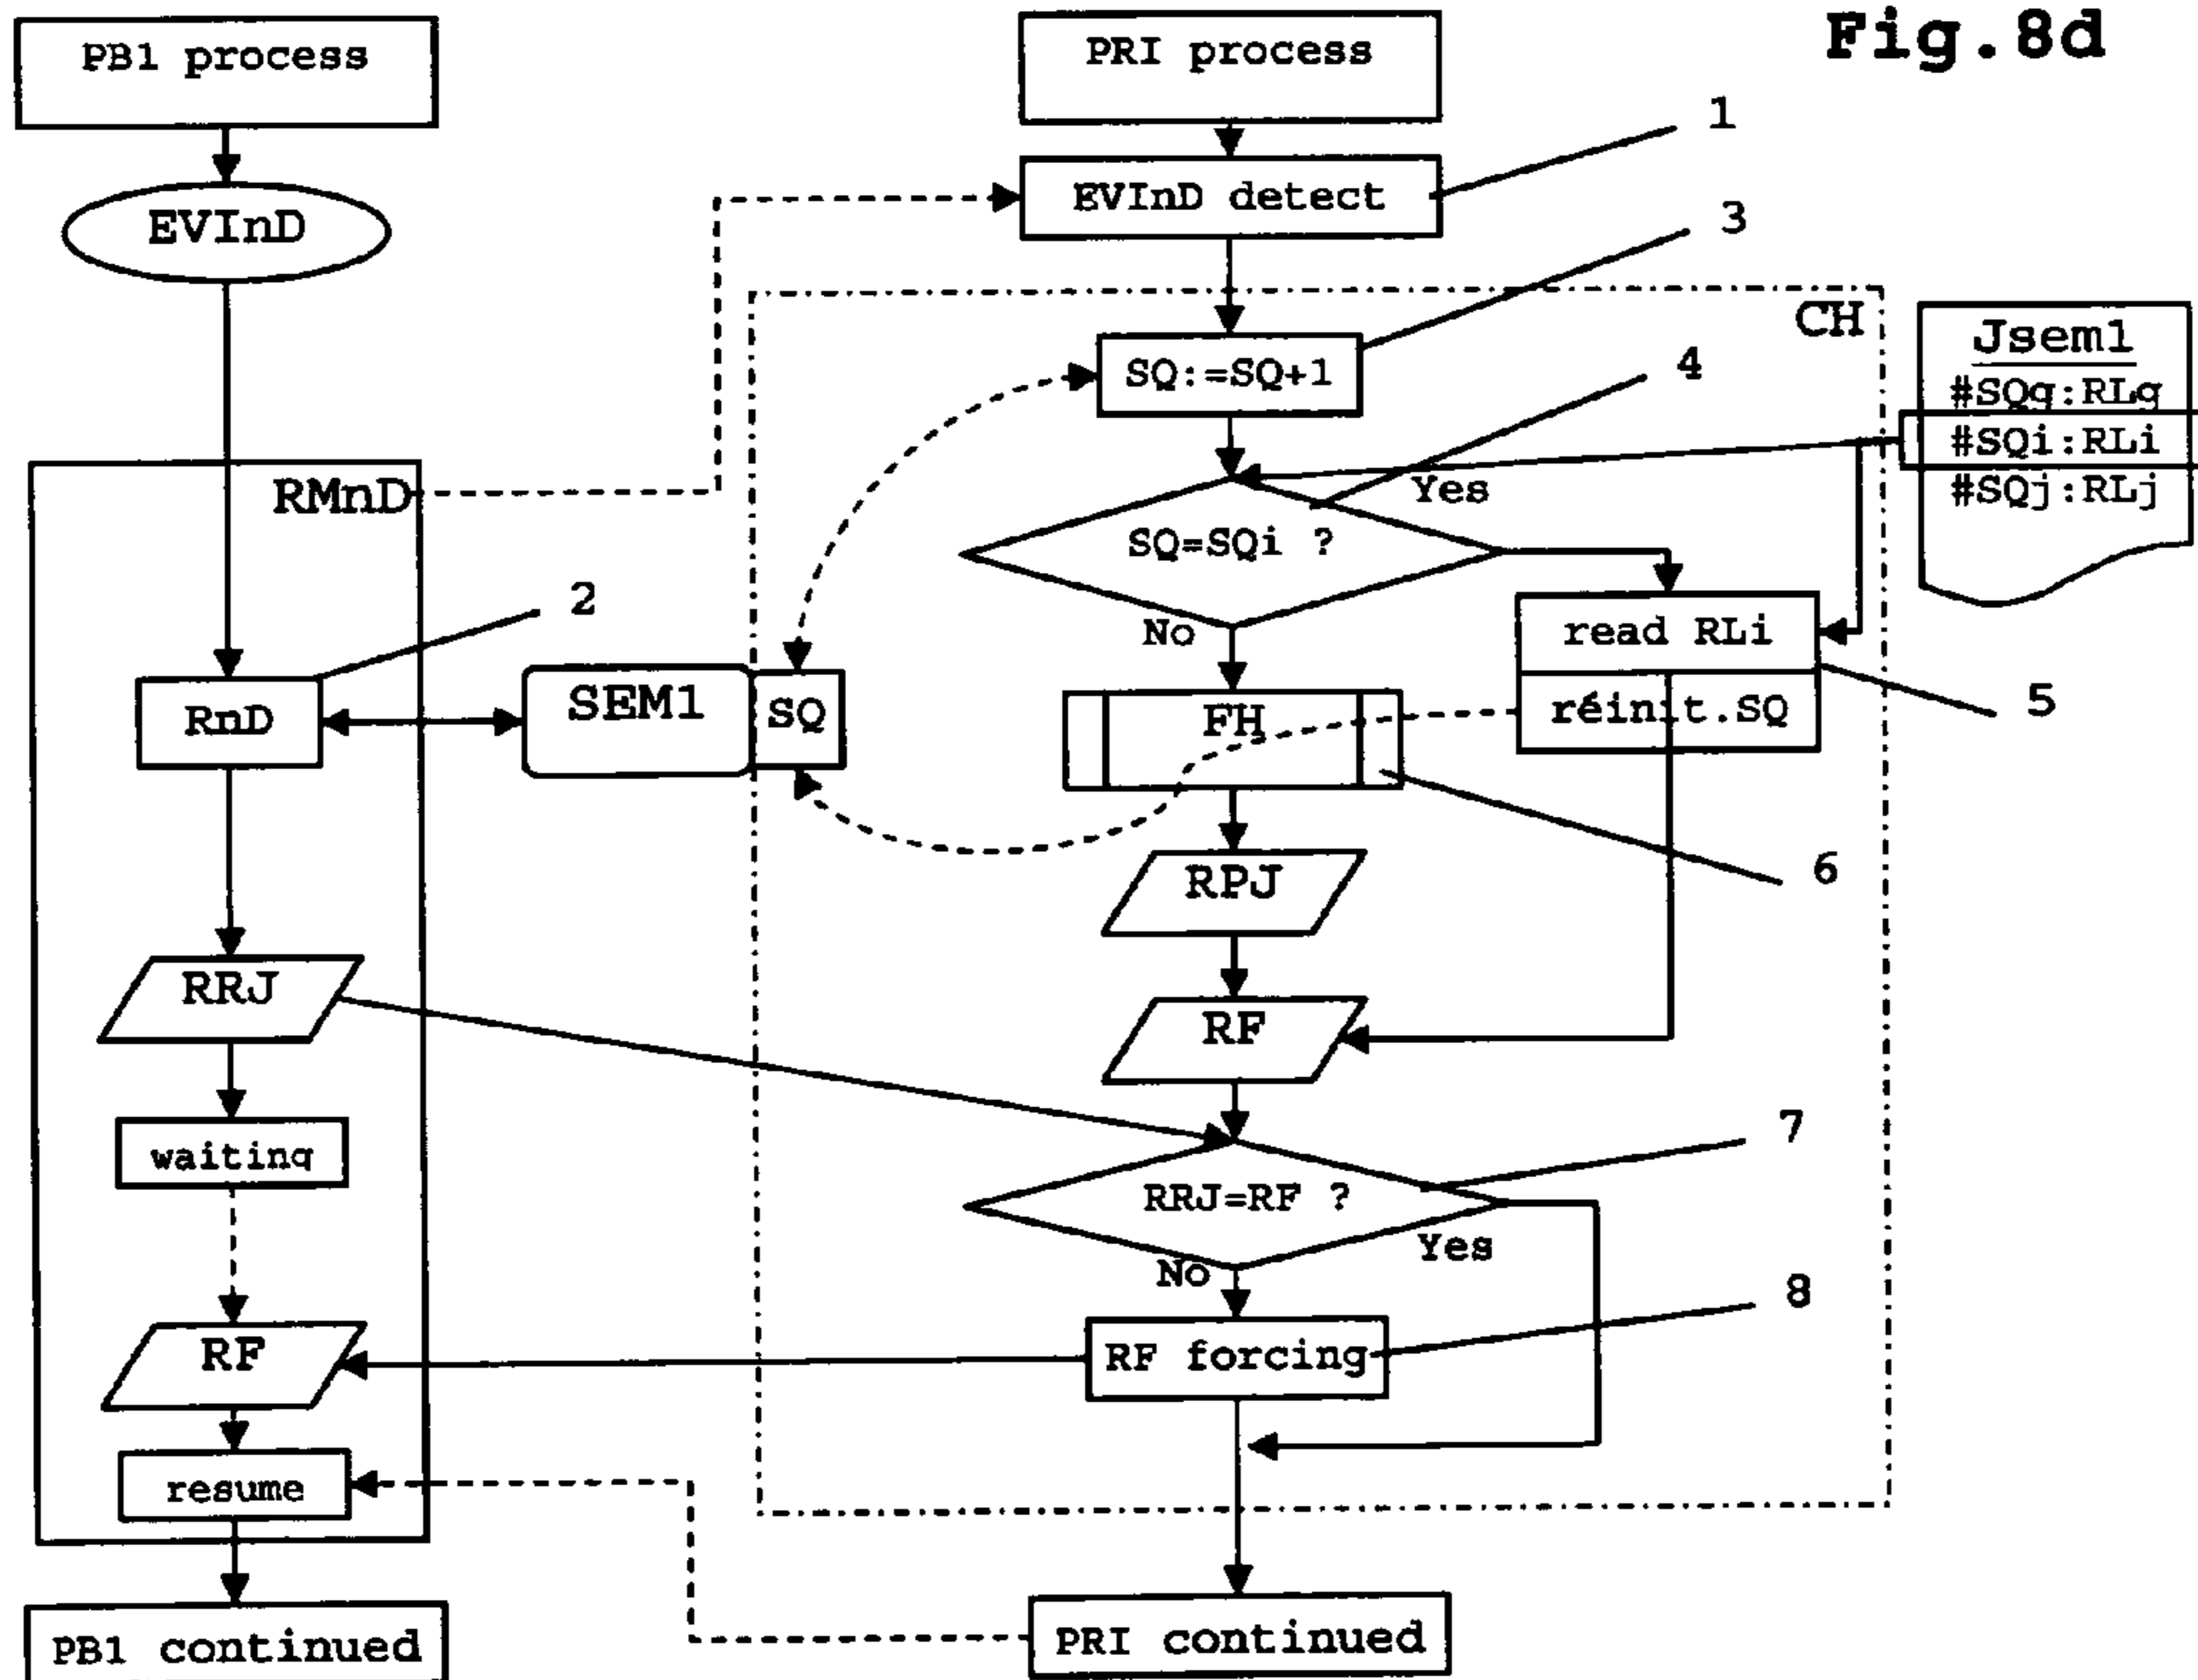 Fig.8d
PB1 process
PRI process
1
EVInD detect
3
EVInD
CH
Jsem1
SQ:=SQ+1
4
#SQg:RLg
#SQi:RLi
#SQj:RLj
RMnD
Yes
SQ=SQi ?
2
No
read RLi
5
RnD
SEM1
SQ
FH
réinit.SQ
6
RPJ
RRJ
RF
7
waiting
RRJ=RF ?
Yes
No
8
RF
RF forcing
resume
PB1 continued
PRI continued